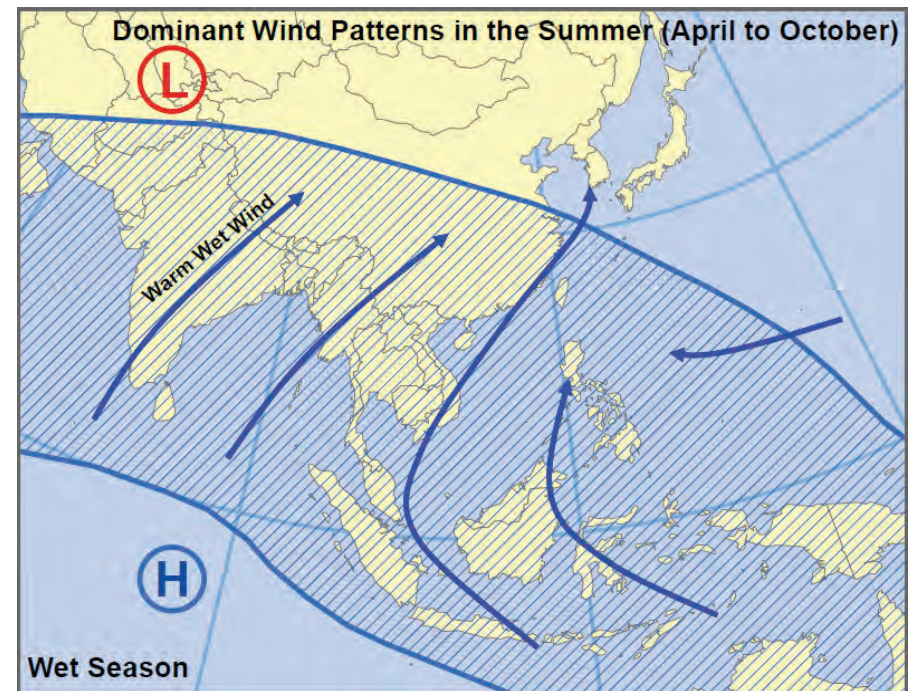 Dominant Wind Patterns in the Summer (April to October)
L
Warm Wet Wind
H
Wet Season